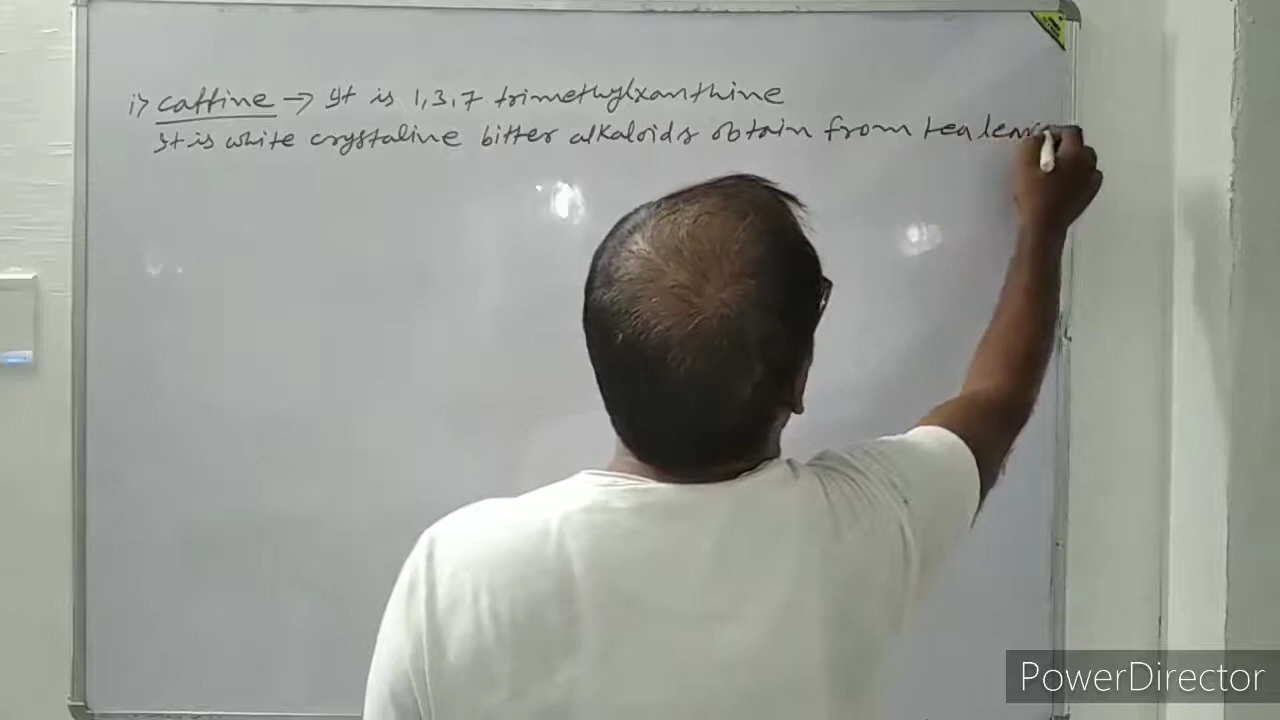 i> caffine → It is 1,3,7 trimethylxanthine
It is white crystaline bitter alkaloids obtain from tea
PowerDirector